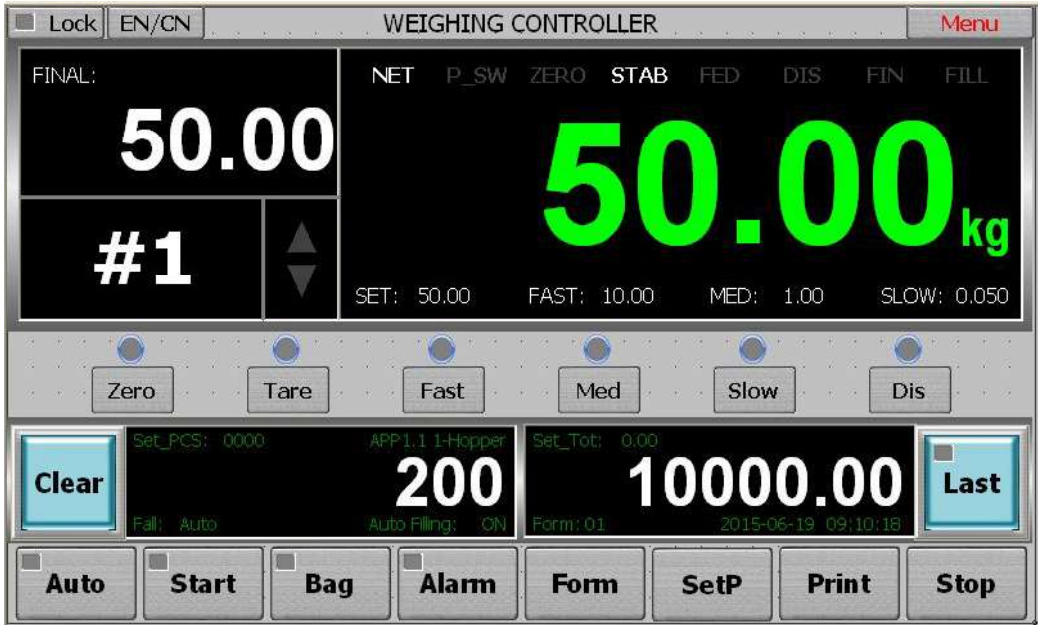 Lock EN/CN WEIGHING CONTROLLER Menu
FINAL:
50.00
#1
NET P_SW ZERO STAB FED DIS FIN FILL
50.00 kg
SET: 50.00 FAST: 10.00 MED: 1.00 SLOW: 0.050
Zero Tare Fast Med Slow Dis
Clear
Set_PCS: 0000 APP1.1 1-Hopper
200
Fall: Auto Auto Filing: ON
Set_Tot: 0.00
10000.00
Form: 01 2015-06-19 09:10:18
Last
Auto Start Bag Alarm Form SetP Print Stop